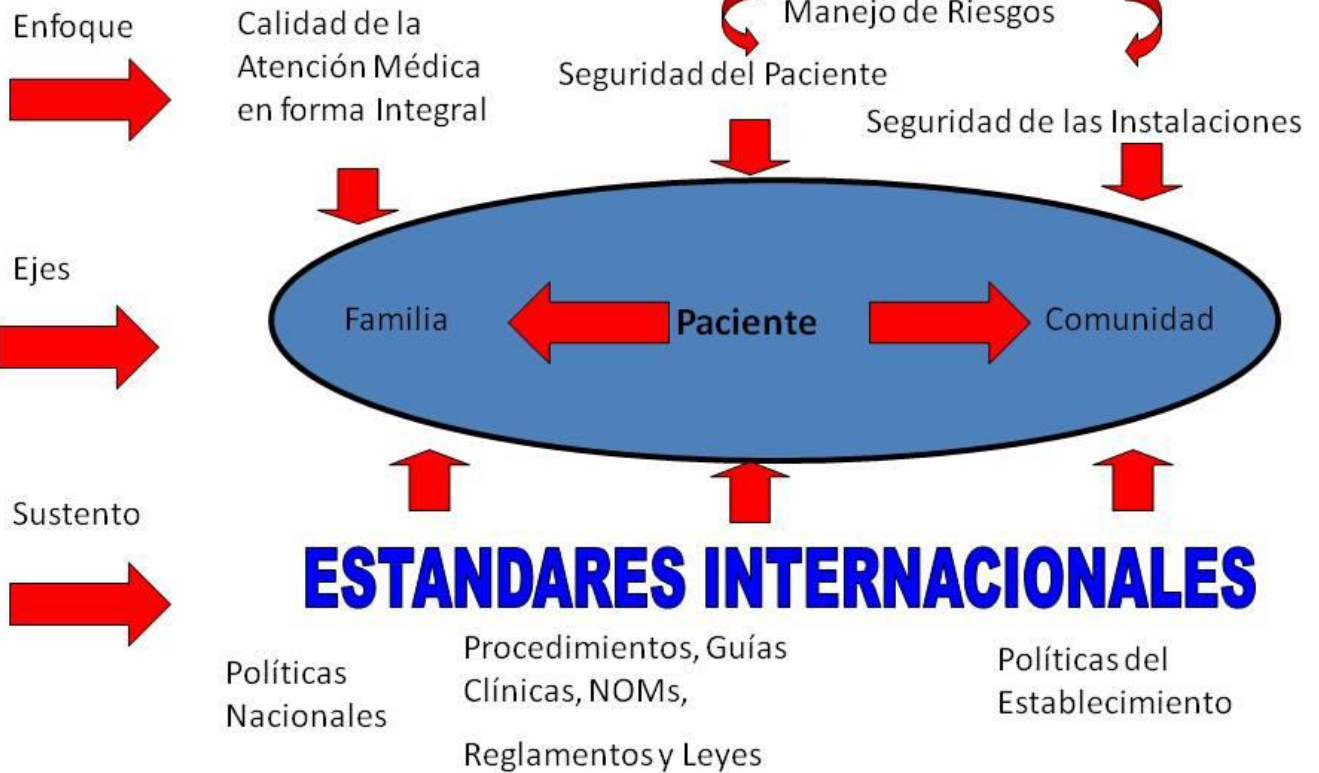 Enfoque
Calidad de la
Atención Médica
en forma Integral
Manejo de Riesgos
Seguridad del Paciente
Seguridad de las Instalaciones
Ejes
Familia
Paciente
Comunidad
Sustento
ESTANDARES INTERNACIONALES
Políticas
Nacionales
Procedimientos, Guías
Clínicas, NOMs,
Reglamentos y Leyes
Políticas del
Establecimiento